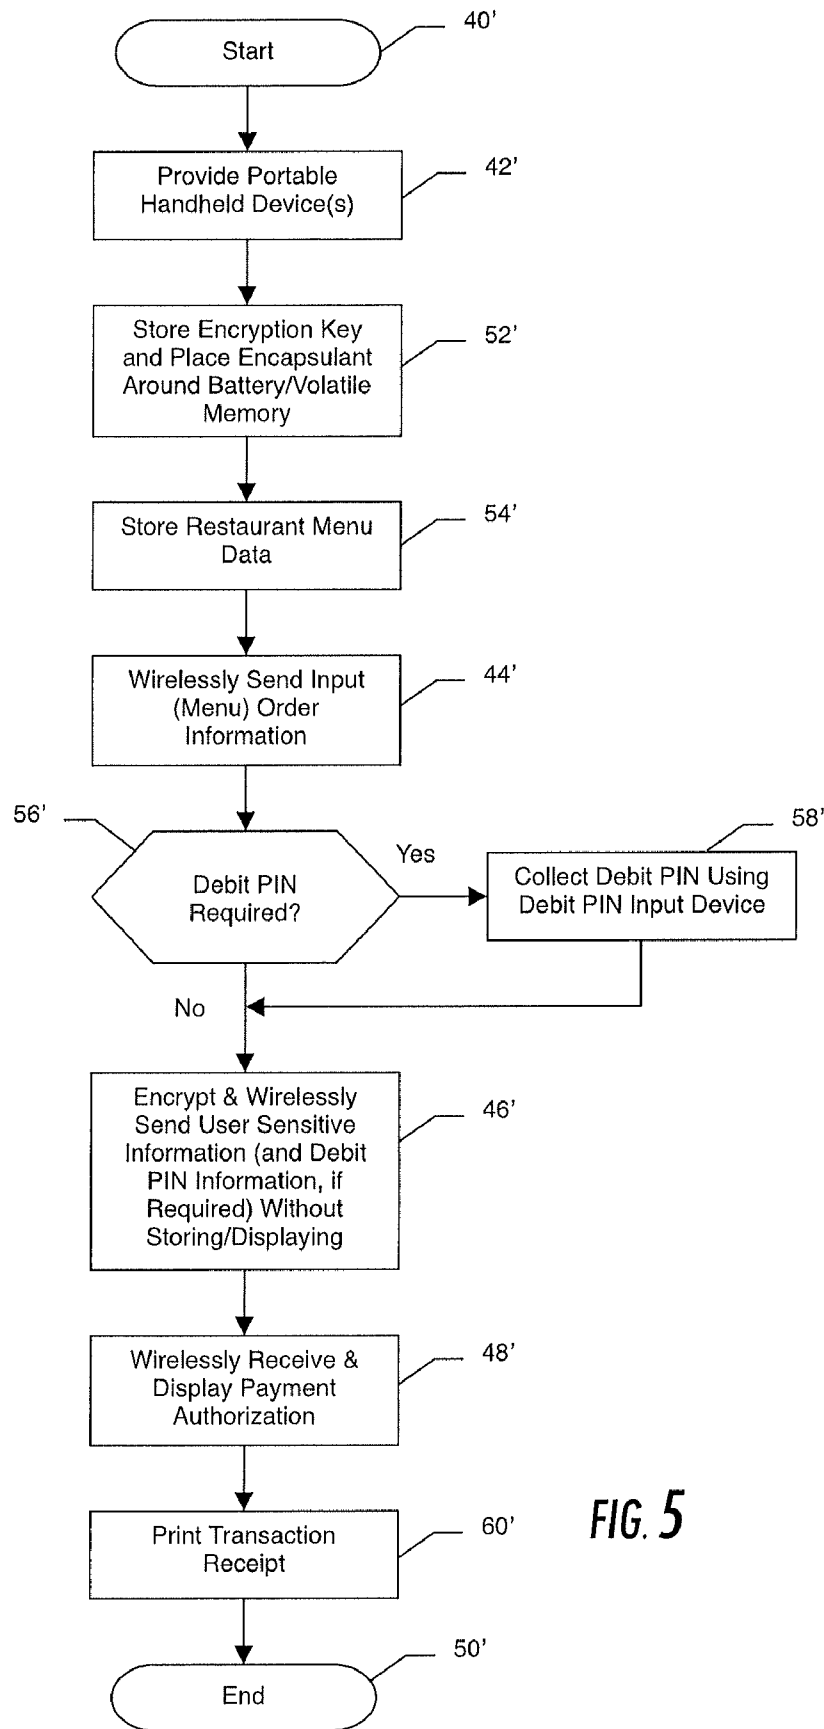 Start
40’
Provide Portable
Handheld Device(s)
42’
Store Encryption Key
and Place Encapsulant
Around Battery/Volatile
Memory
52’
Store Restaurant Menu
Data
54’
Wirelessly Send Input
(Menu) Order
Information
44’
56’
Debit PIN
Required?
Yes
58’
Collect Debit PIN Using
Debit PIN Input Device
No
Encrypt & Wirelessly
Send User Sensitive
Information (and Debit
PIN Information, if
Required) Without
Storing/Displaying
46’
Wirelessly Receive &
Display Payment
Authorization
48’
Print Transaction
Receipt
60’
FIG. 5
End
50’